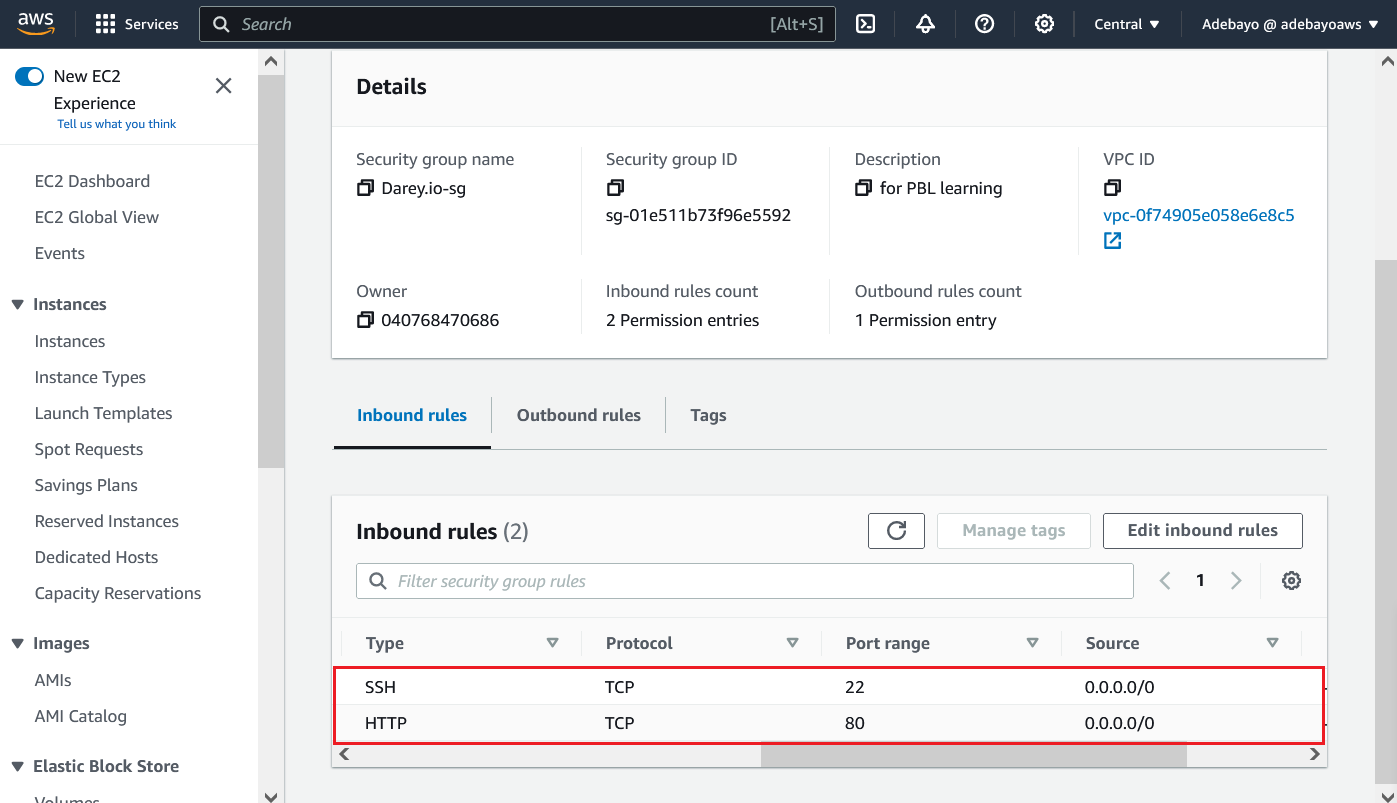 aws
Services
Search
[Alt+S]
Central
Adebayo @ adebayoaws
New EC2
Experience
Tell us what you think
EC2 Dashboard
EC2 Global View
Events
Instances
Instances
Instance Types
Launch Templates
Spot Requests
Savings Plans
Reserved Instances
Dedicated Hosts
Capacity Reservations
Images
AMIs
AMI Catalog
Elastic Block Store
Volumes
Details
Security group name
Darey.io-sg
Security group ID
sg-01e511b73f96e5592
Description
for PBL learning
VPC ID
vpc-0f74905e058e6e8c5
Owner
040768470686
Inbound rules count
2 Permission entries
Outbound rules count
1 Permission entry
Inbound rules
Outbound rules
Tags
Inbound rules (2)
Manage tags
Edit inbound rules
Filter security group rules
1
Type Protocol Port range Source
SSH TCP 22 0.0.0.0/0
HTTP TCP 80 0.0.0.0/0